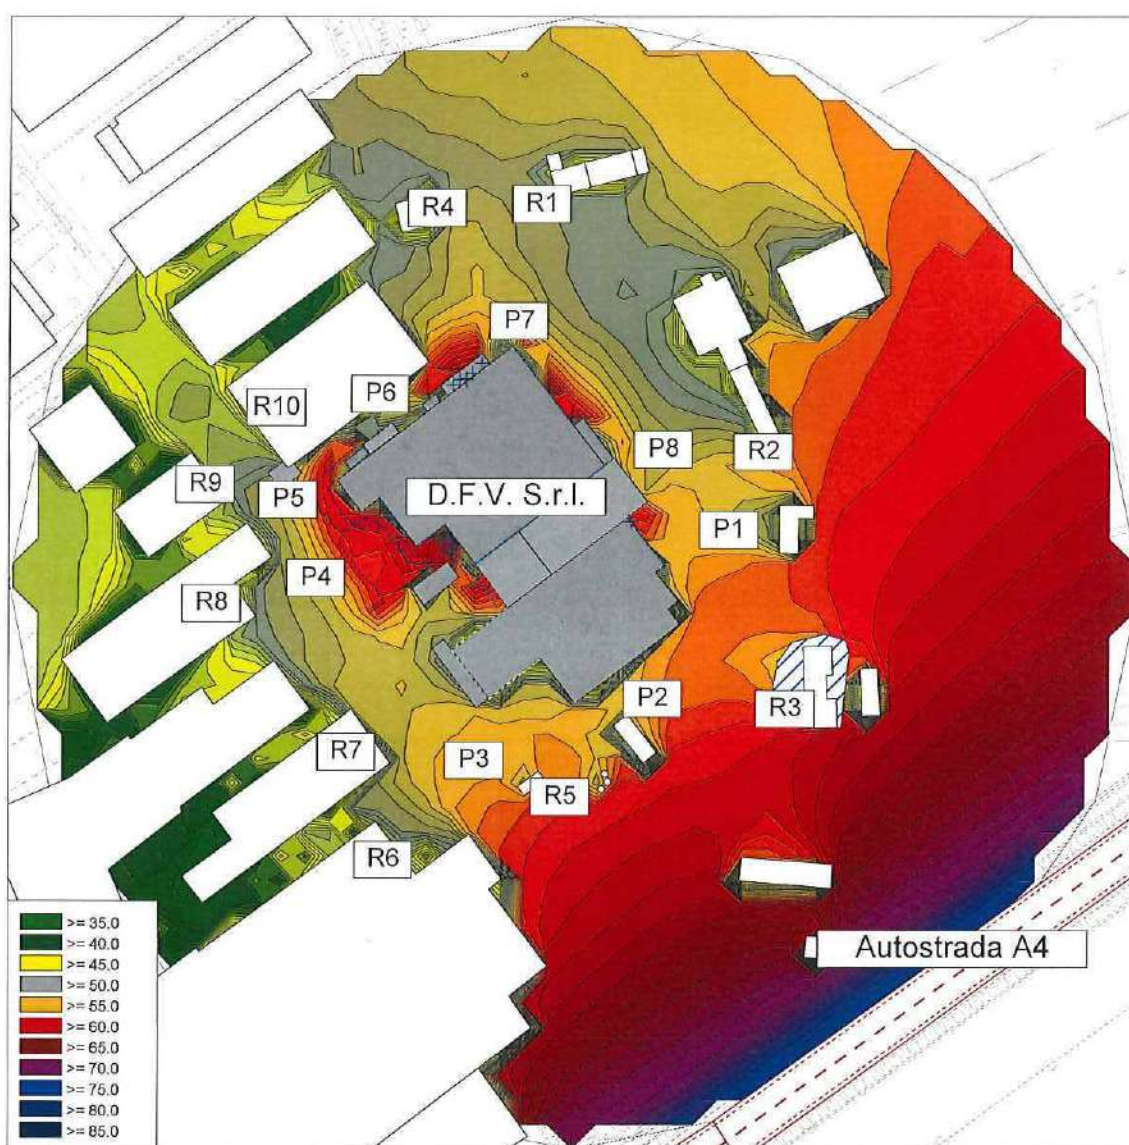 R4
R1
P7
P6
R10
P8
R2
R9
P5
D.F.V. S.r.l.
P1
P4
R8
P2
R3
R7
P3
R5
R6
Autostrada A4
>= 35.0
>= 40.0
>= 45.0
>= 50.0
>= 55.0
>= 60.0
>= 65.0
>= 70.0
>= 75.0
>= 80.0
>= 85.0